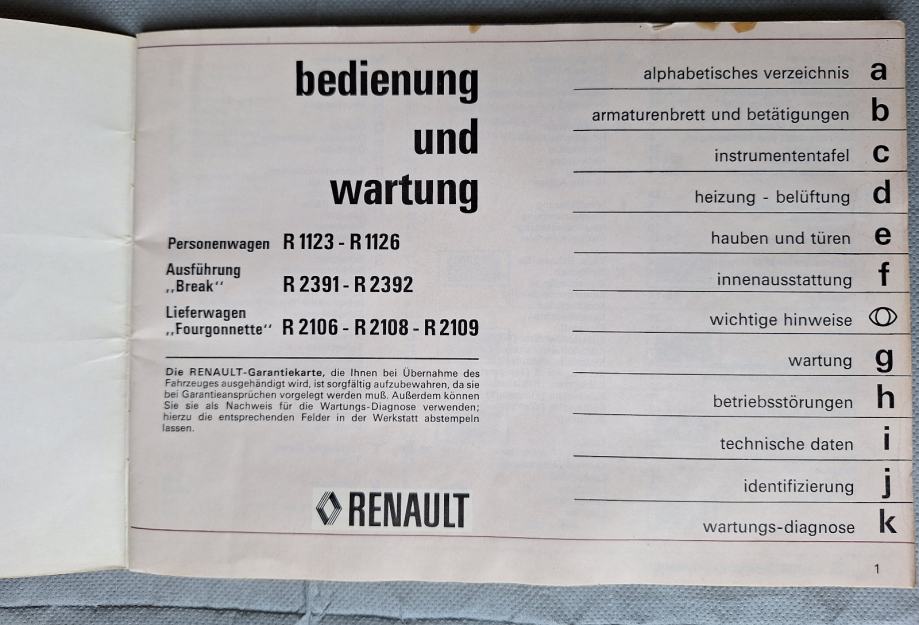 bedienung
und
wartung
Personenwagen R 1123 - R 1126
Ausführung
„Break“ R 2391 - R 2392
Lieferwagen
„Fourgonnette“ R 2106 - R 2108 - R 2109
Die RENAULT-Garantiekarte, die Ihnen bei Übernahme des
Fahrzeuges ausgehändigt wird, ist sorgfältig aufzubewahren, da sie
bei Garantieansprüchen vorgelegt werden muß. Außerdem können
Sie sie als Nachweis für die Wartungs-Diagnose verwenden;
hierzu die entsprechenden Felder in der Werkstatt abstempeln
lassen.
RENAULT
alphabetisches verzeichnis a
armaturenbrett und betätigungen b
instrumententafel c
heizung - belüftung d
hauben und türen e
innenausstattung f
wichtige hinweise
wartung g
betriebsstörungen h
technische daten i
identifizierung j
wartungs-diagnose k
1